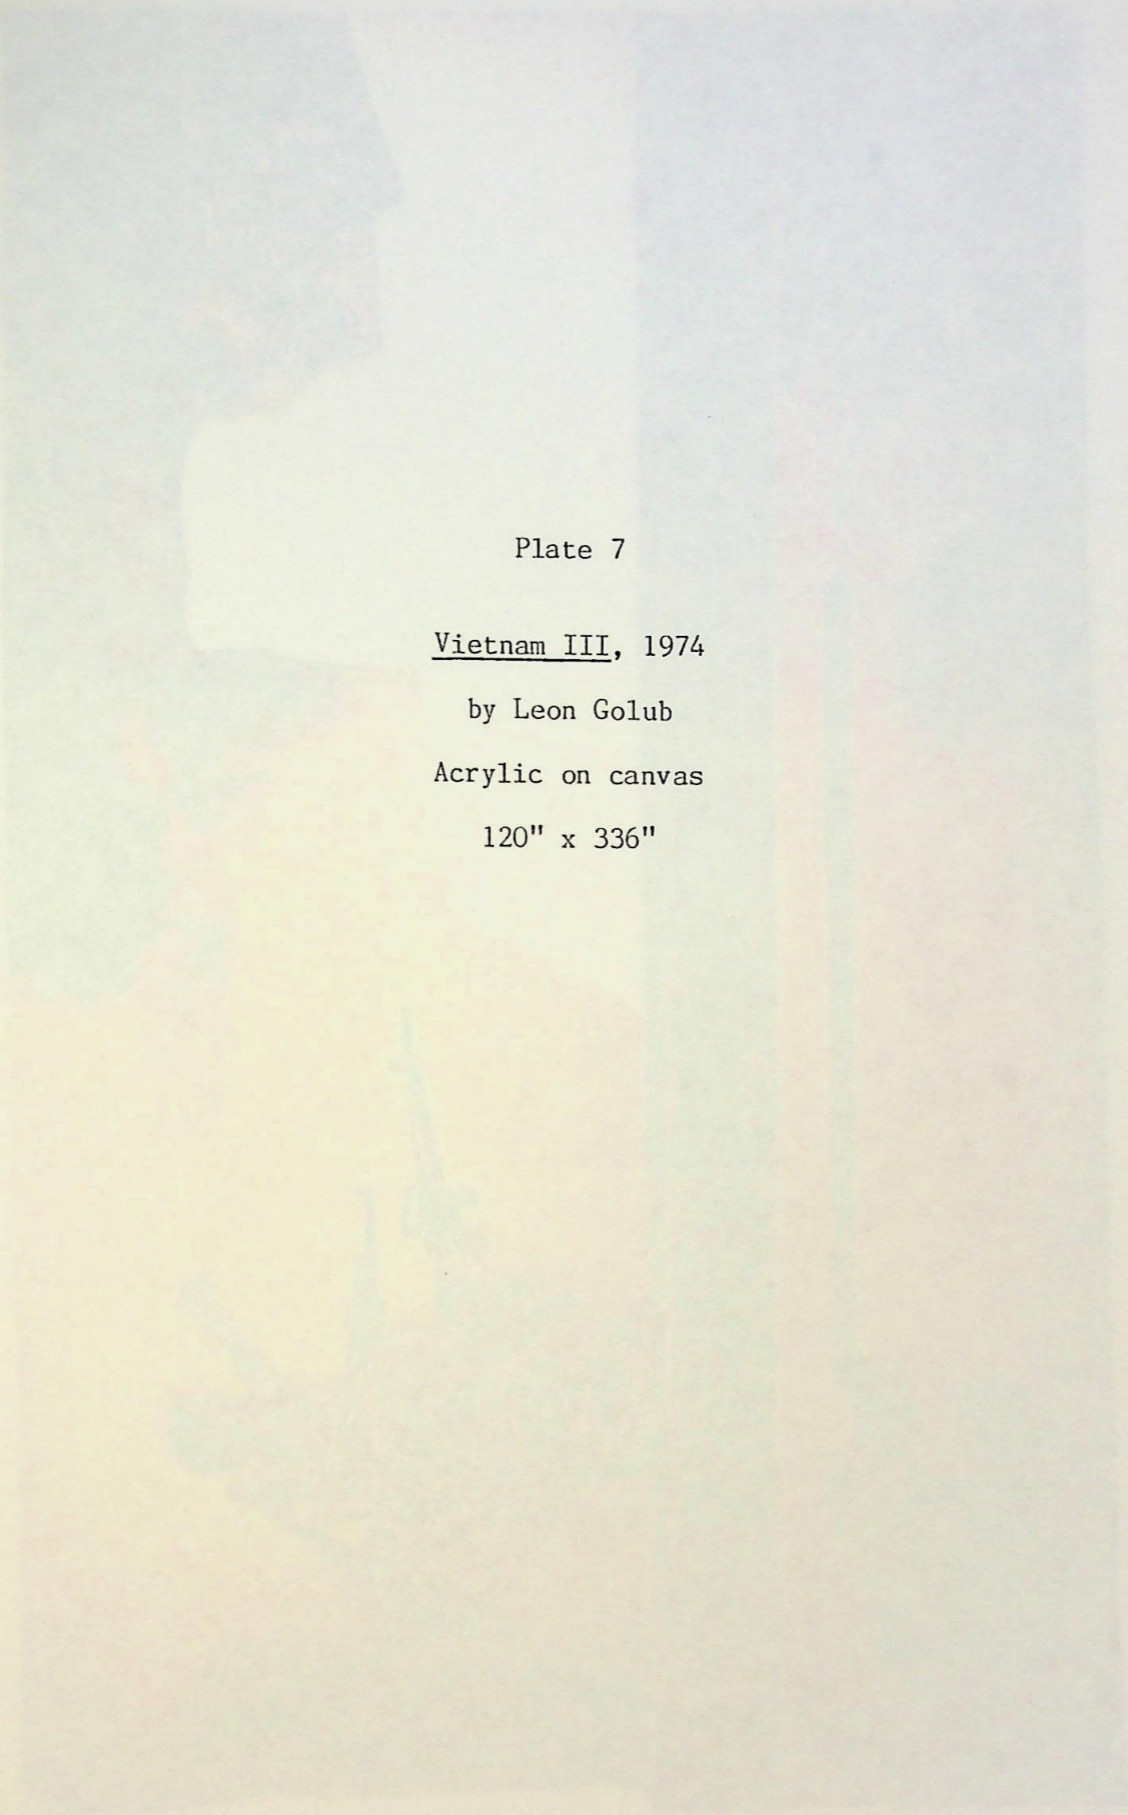 Plate 7
Vietnam III, 1974
by Leon Golub
Acrylic on canvas
120" x 336"